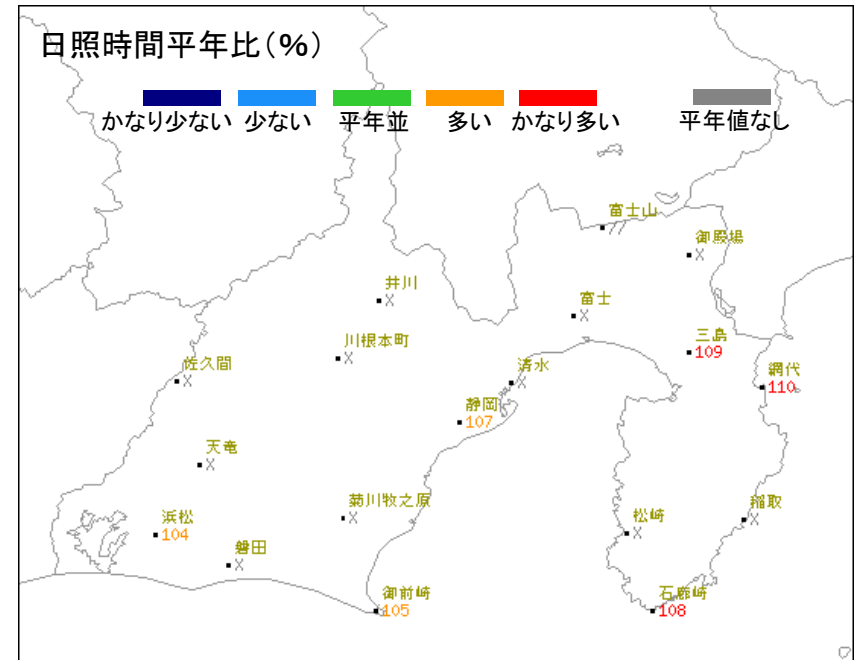 日照時間平年比(%)
かなり少ない 少ない 平年並 多い かなり多い 平年値なし
富士山
//
御殿場
X
井川
X
富士
X
川根本町
X
三島
109
佐久間
X
清水
X
網代
110
静岡
107
天竜
X
菊川牧之原
X
浜松
104
松崎
X
稲取
X
磐田
X
御前崎
105
石廊崎
108